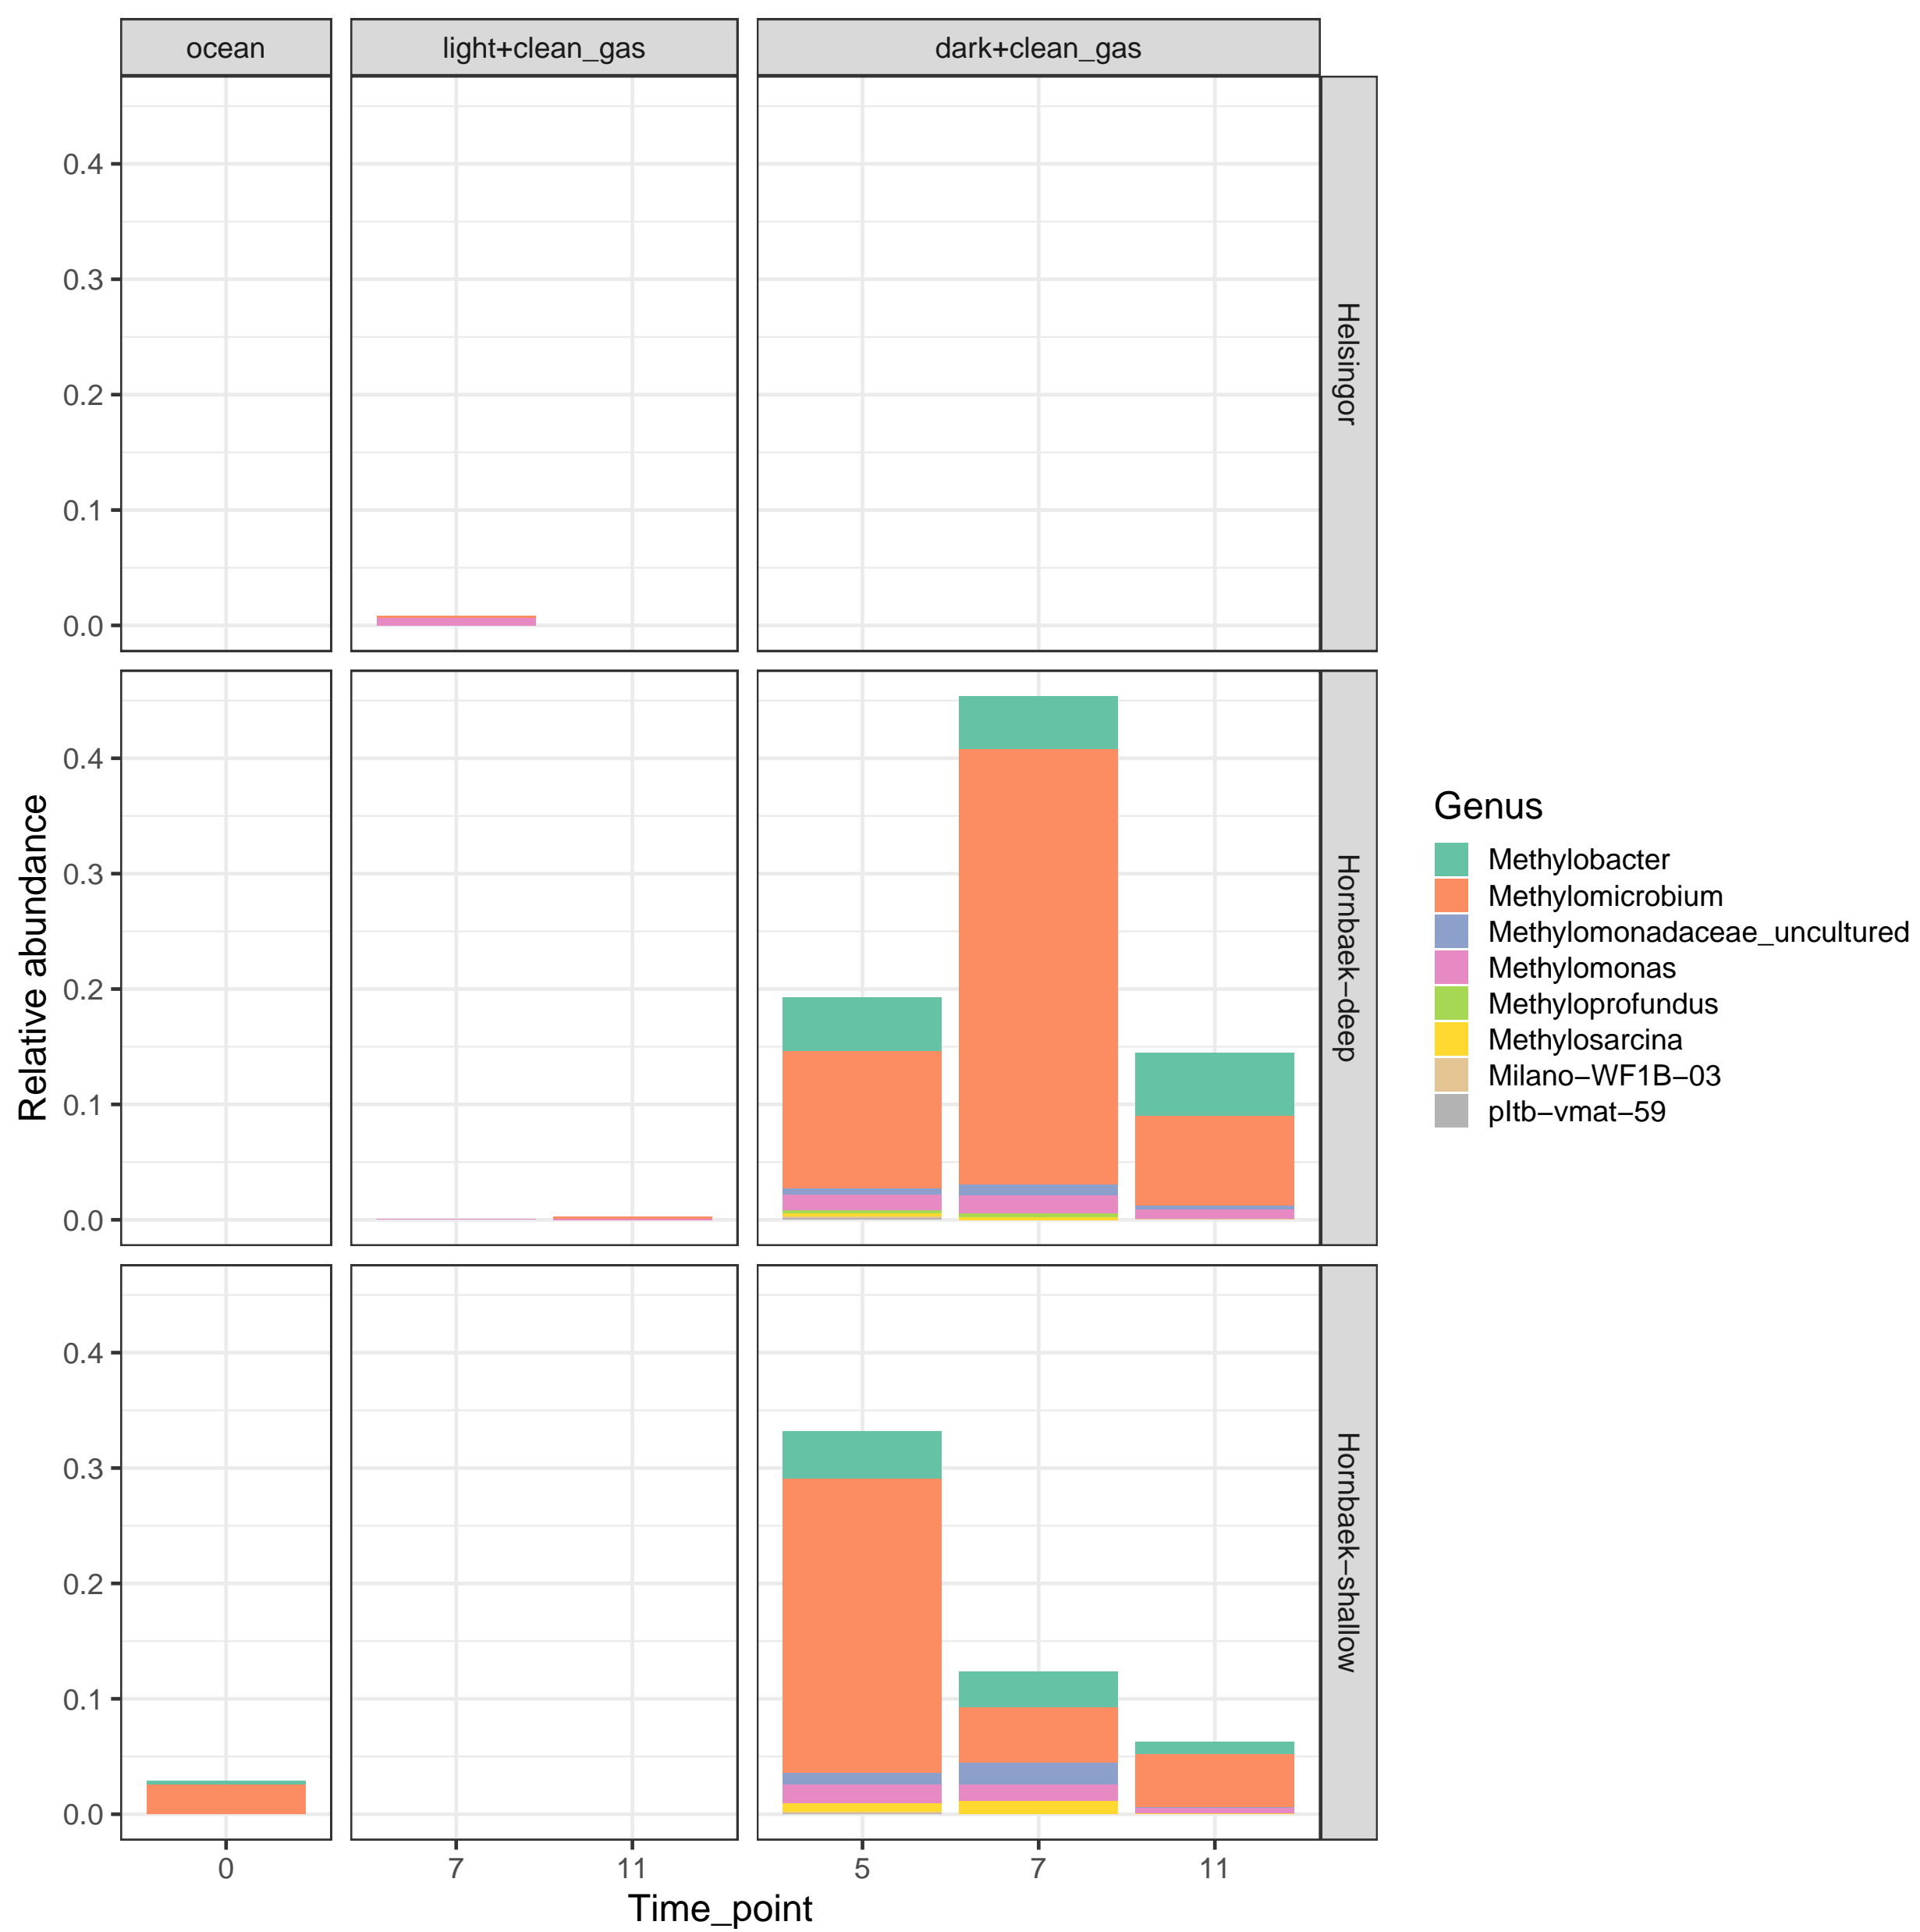 ocean
light+clean_gas
dark+clean_gas
0.4
0.3
0.2
0.1
0.0
Helsingor
0.4
0.3
0.2
0.1
0.0
Hornbaek−deep
0.4
0.3
0.2
0.1
0.0
Hornbaek−shallow
0
7
11
5
7
11
Time_point
Relative abundance
Genus
Methylobacter
Methylomicrobium
Methylomonadaceae_uncultured
Methylomonas
Methyloprofundus
Methylosarcina
Milano−WF1B−03
pItb−vmat−59